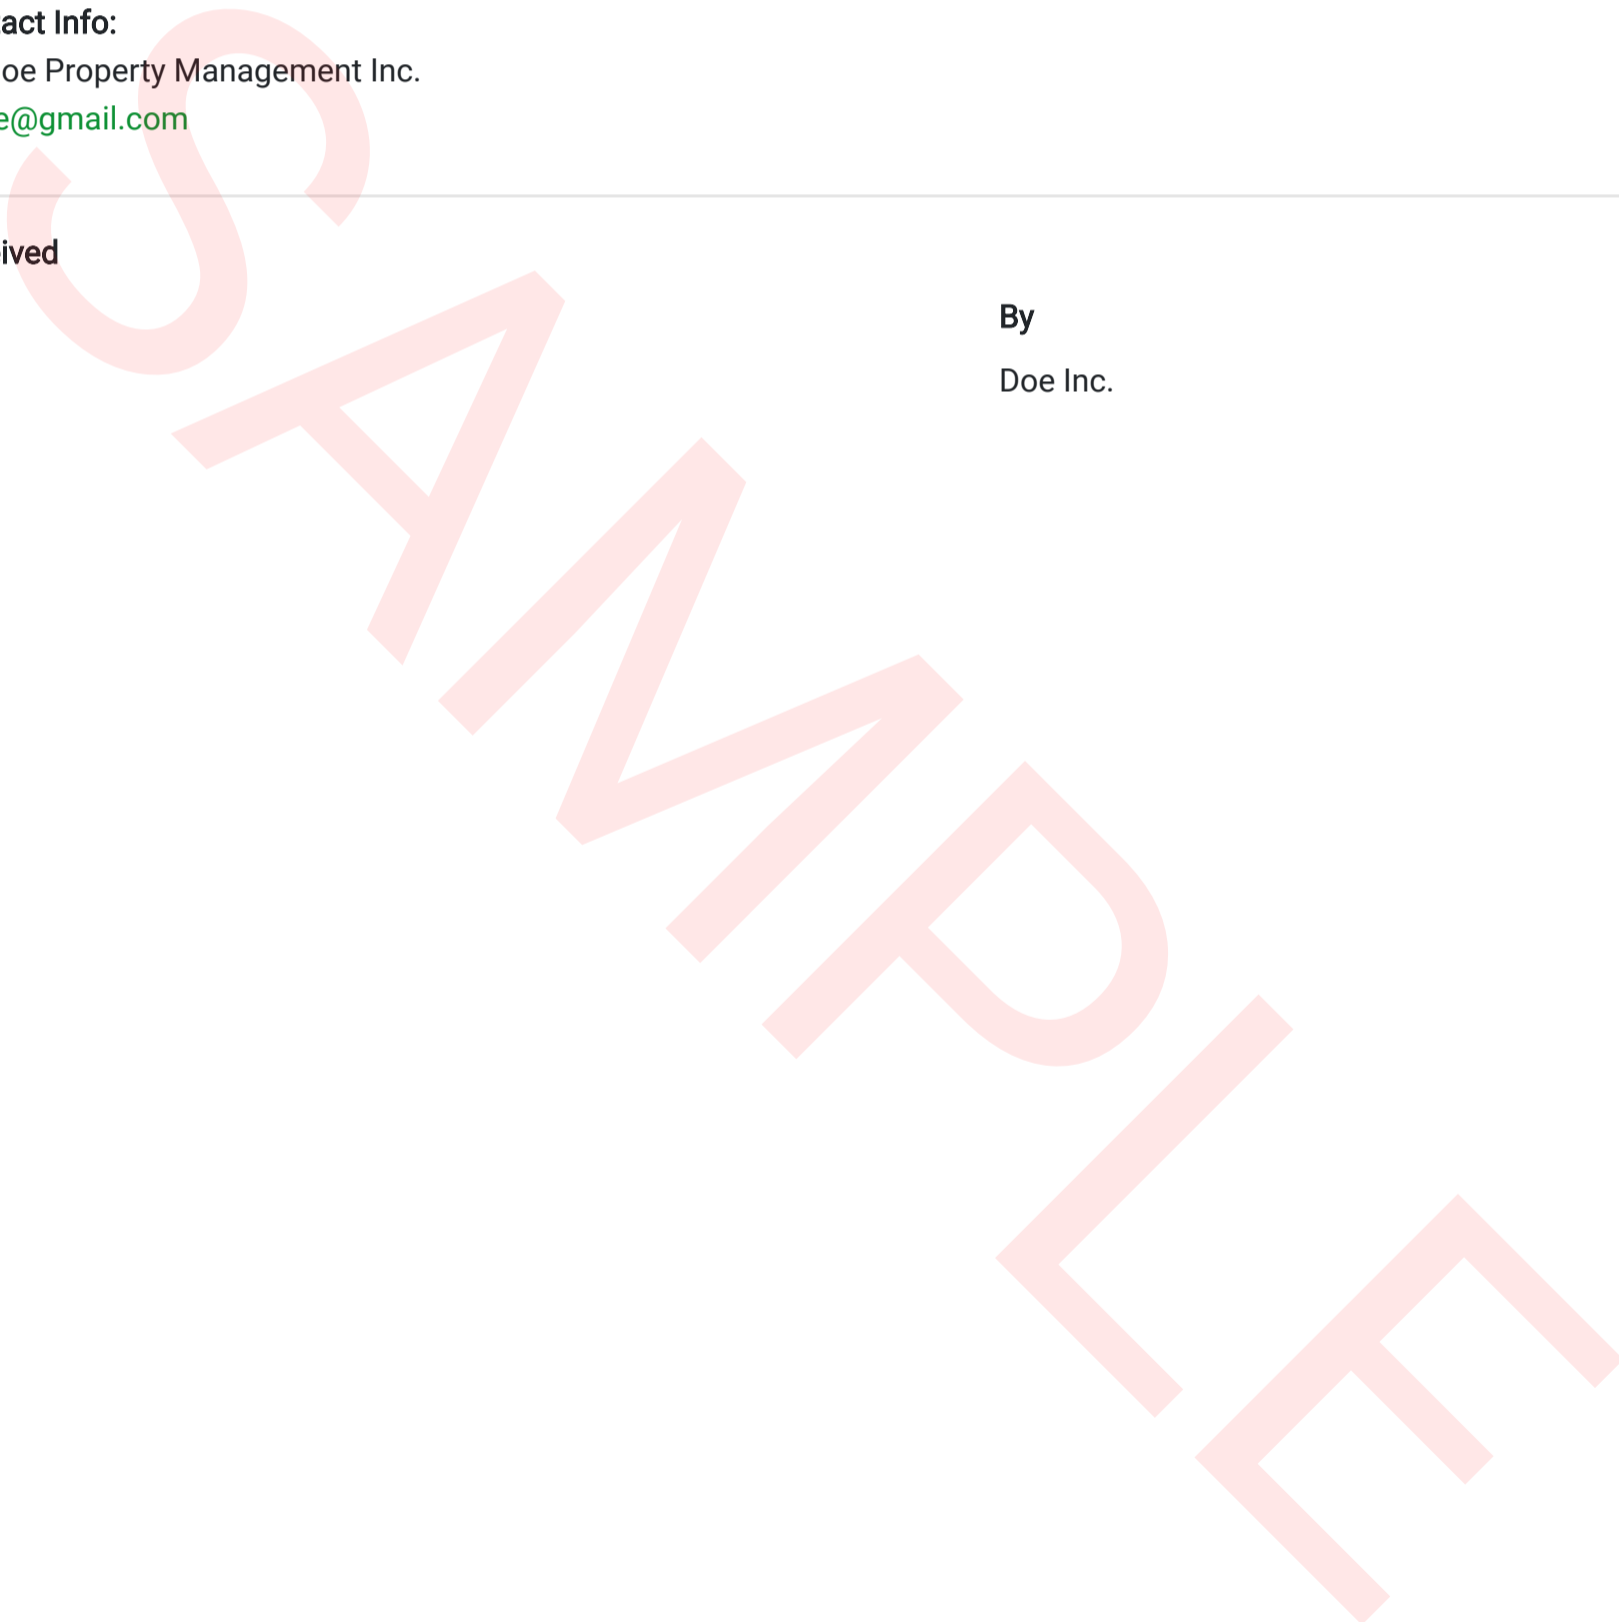 act Info:
oe Property Management Inc.
e@gmail.com
ived
By
Doe Inc.
SAMPLE